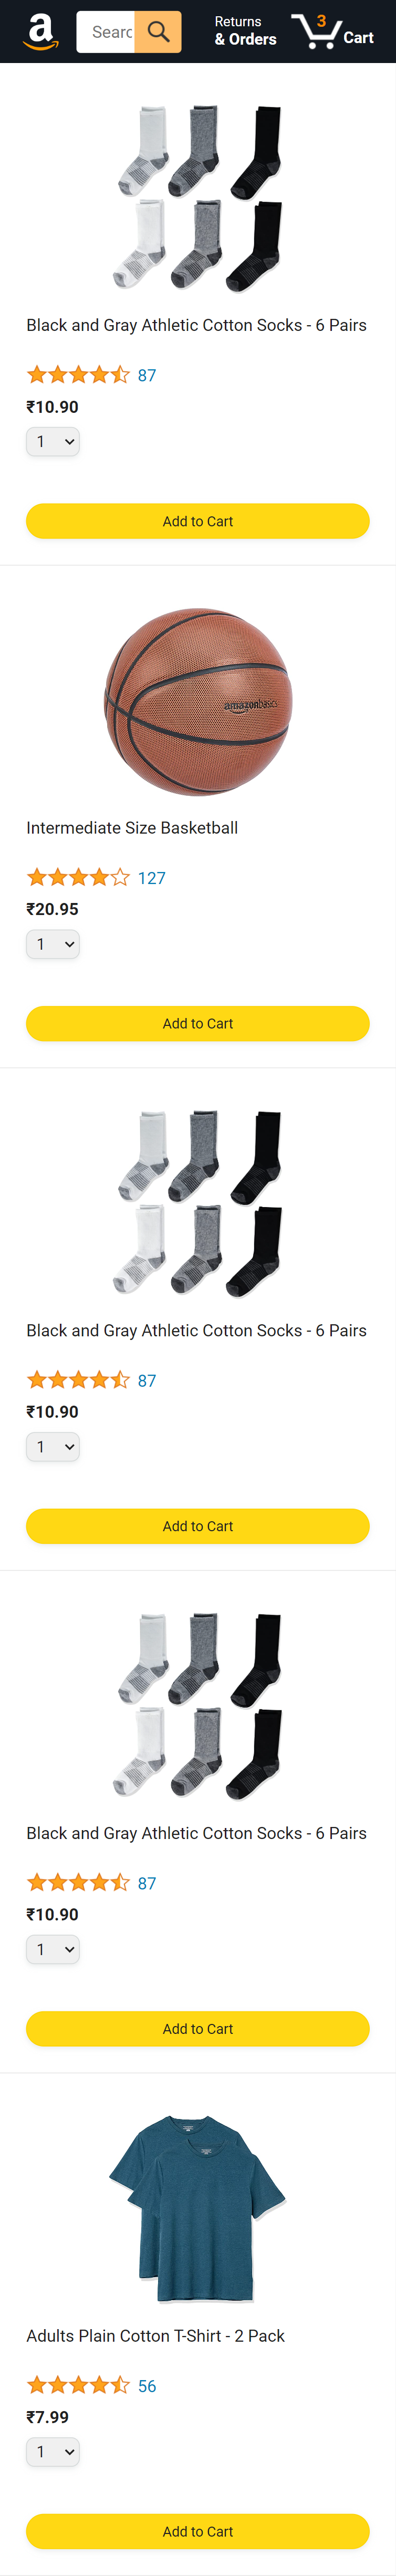 a
Searc
Returns
& Orders
3
Cart
Black and Gray Athletic Cotton Socks - 6 Pairs
87
₹10.90
1
Add to Cart
amazonbasics
Intermediate Size Basketball
127
₹20.95
1
Add to Cart
Black and Gray Athletic Cotton Socks - 6 Pairs
87
₹10.90
1
Add to Cart
Black and Gray Athletic Cotton Socks - 6 Pairs
87
₹10.90
1
Add to Cart
Adults Plain Cotton T-Shirt - 2 Pack
56
₹7.99
1
Add to Cart